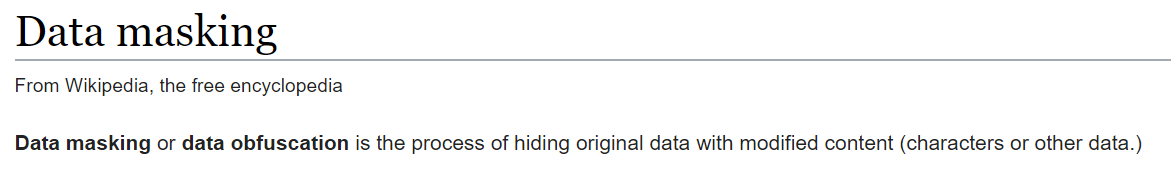 Data masking
From Wikipedia, the free encyclopedia
Data masking or data obfuscation is the process of hiding original data with modified content (characters or other data.)